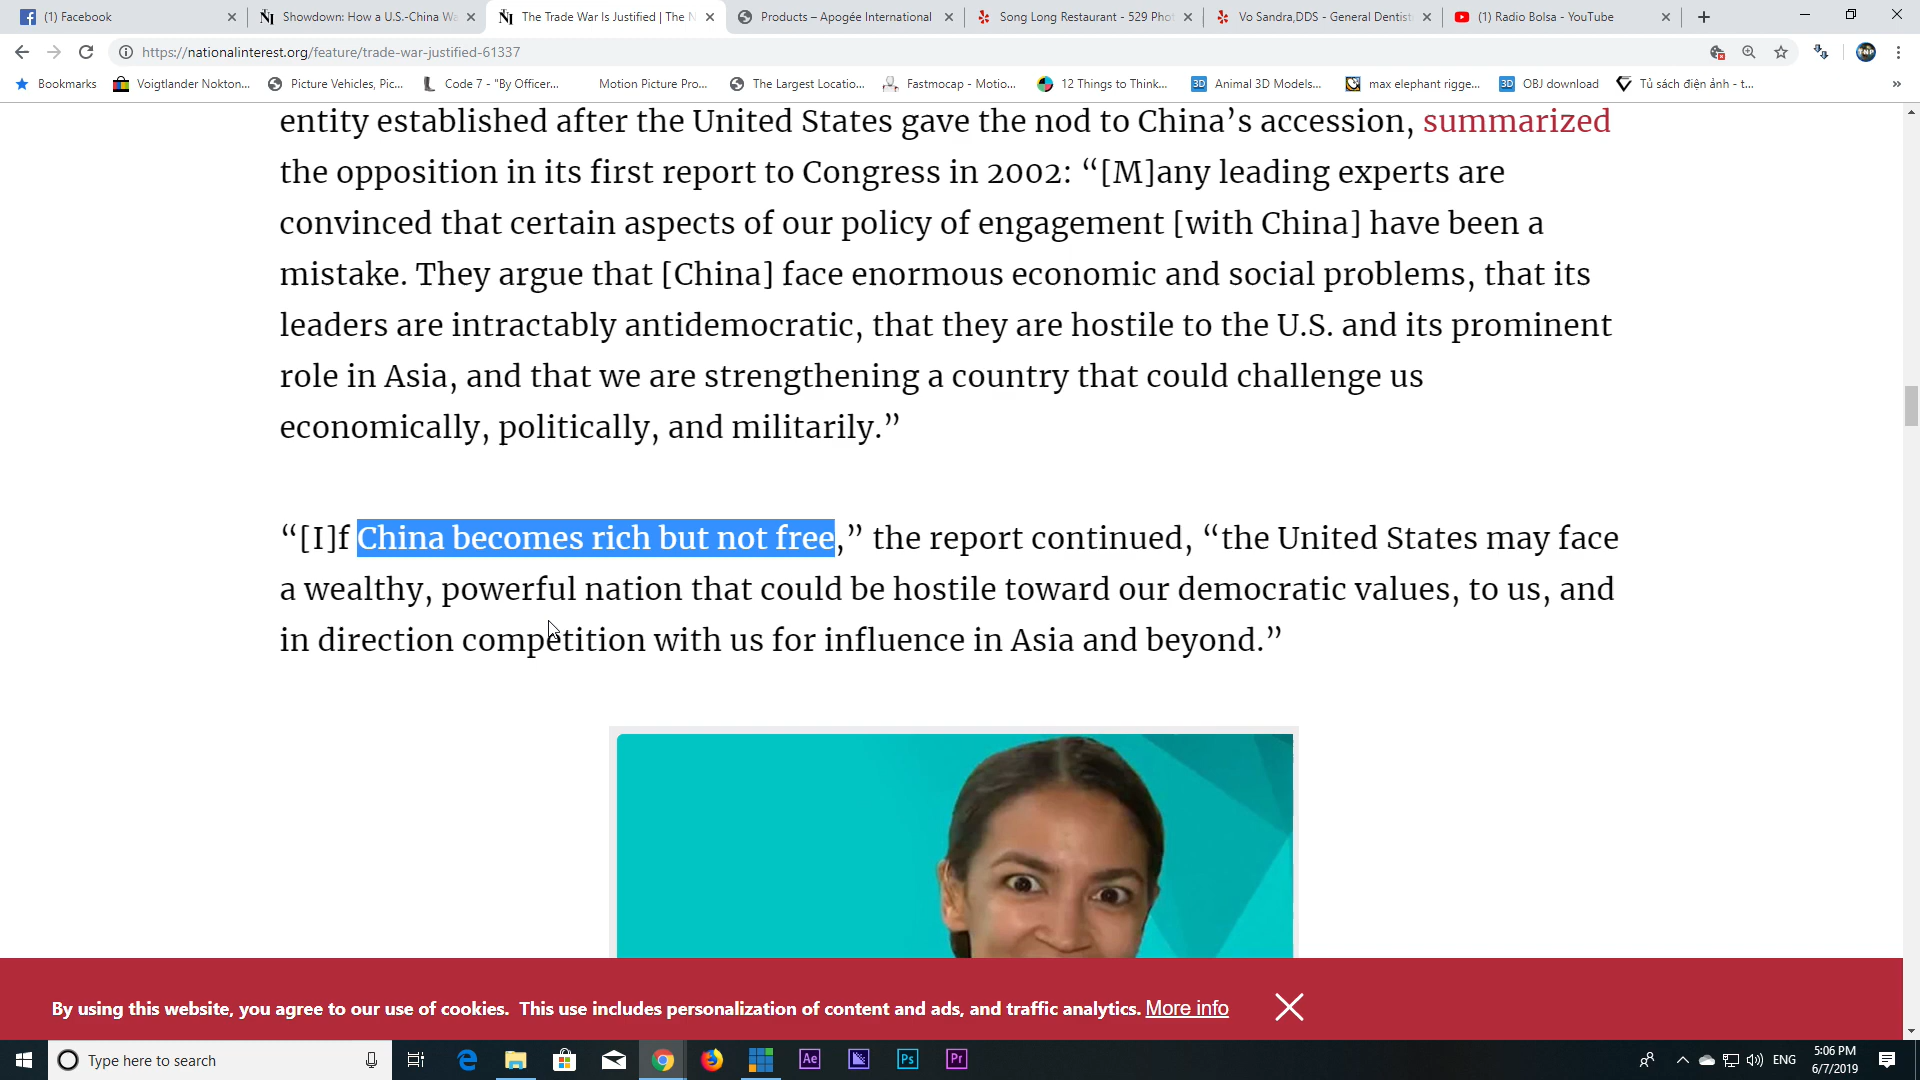 (1) Facebook
Showdown: How a U.S.-China Wa
The Trade War Is Justified | The N
Products – Apogée International
Song Long Restaurant - 529 Phot
Vo Sandra,DDS - General Dentist
(1) Radio Bolsa - YouTube
https://nationalinterest.org/feature/trade-war-justified-61337
Bookmarks
Voigtlander Nokton...
Picture Vehicles, Pic...
Code 7 - "By Officer...
Motion Picture Pro...
The Largest Locatio...
Fastmocap - Motio...
12 Things to Think...
Animal 3D Models...
max elephant rigge...
OBJ download
Tủ sách điện ảnh - t...
entity established after the United States gave the nod to China’s accession, summarized
the opposition in its first report to Congress in 2002: “[M]any leading experts are
convinced that certain aspects of our policy of engagement [with China] have been a
mistake. They argue that [China] face enormous economic and social problems, that its
leaders are intractably antidemocratic, that they are hostile to the U.S. and its prominent
role in Asia, and that we are strengthening a country that could challenge us
economically, politically, and militarily.”
“[I]f China becomes rich but not free,” the report continued, “the United States may face
a wealthy, powerful nation that could be hostile toward our democratic values, to us, and
in direction competition with us for influence in Asia and beyond.”
By using this website, you agree to our use of cookies. This use includes personalization of content and ads, and traffic analytics. More info
Type here to search
Ae
Ps
Pr
ENG
5:06 PM
6/7/2019